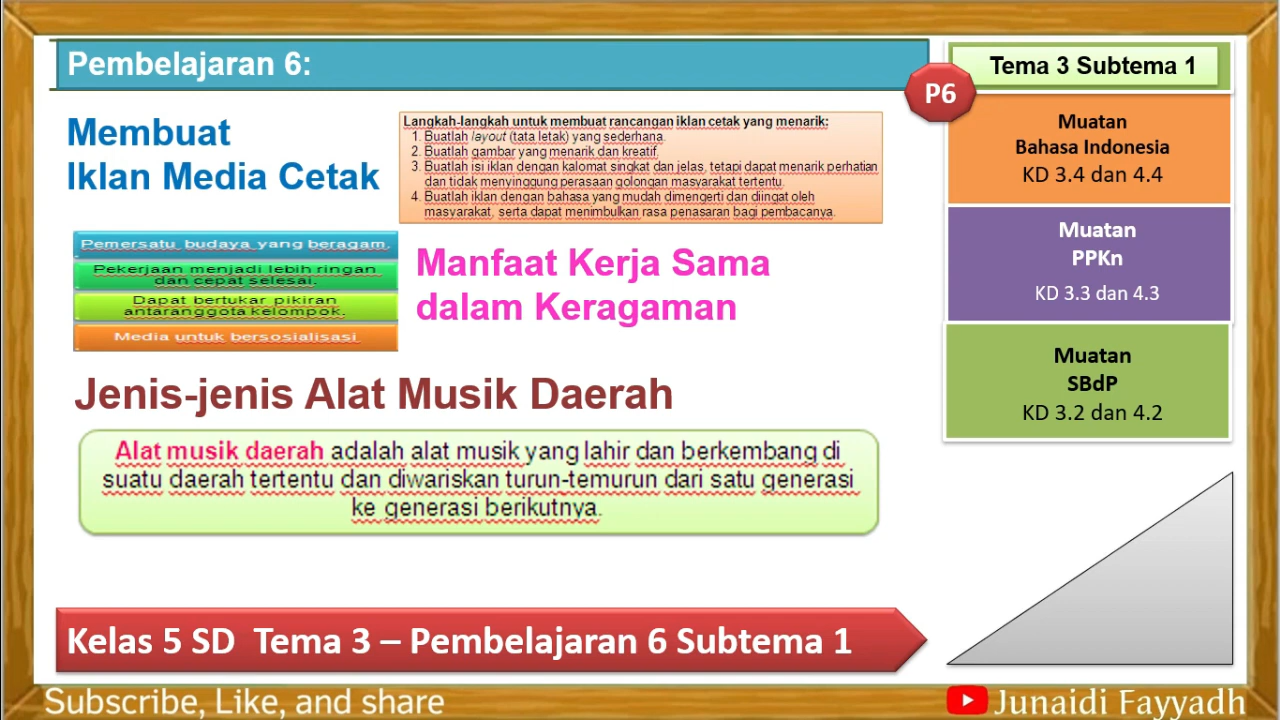 Pembelajaran 6:
Tema 3 Subtema 1
P6
Membuat
Iklan Media Cetak
Langkah-langkah untuk membuat rancangan iklan cetak yang menarik:
1. Buatlah layout (tata letak) yang sederhana.
2. Buatlah gambar yang menarik dan kreatif.
3. Buatlah isi iklan dengan kalomat singkat dan jelas, tetapi dapat menarik perhatian
dan tidak menyinggung perasaan golongan masyarakat tertentu.
4. Buatlah iklan dengan bahasa yang mudah dimengerti dan diingat oleh
masyarakat, serta dapat menimbulkan rasa penasaran bagi pembacanya.
Muatan
Bahasa Indonesia
KD 3.4 dan 4.4
Muatan
PPKn
KD 3.3 dan 4.3
Muatan
SBdP
KD 3.2 dan 4.2
Pemersatu budaya yang beragam.
Pekerjaan menjadi lebih ringan
dan cepat selesai.
Dapat bertukar pikiran
antaranggota kelompok.
Media untuk bersosialisasi
Manfaat Kerja Sama
dalam Keragaman
Jenis-jenis Alat Musik Daerah
Alat musik daerah adalah alat musik yang lahir dan berkembang di
suatu daerah tertentu dan diwariskan turun-temurun dari satu generasi
ke generasi berikutnya.
Kelas 5 SD Tema 3 – Pembelajaran 6 Subtema 1
Subscribe, Like, and share
Junaidi Fayyadh